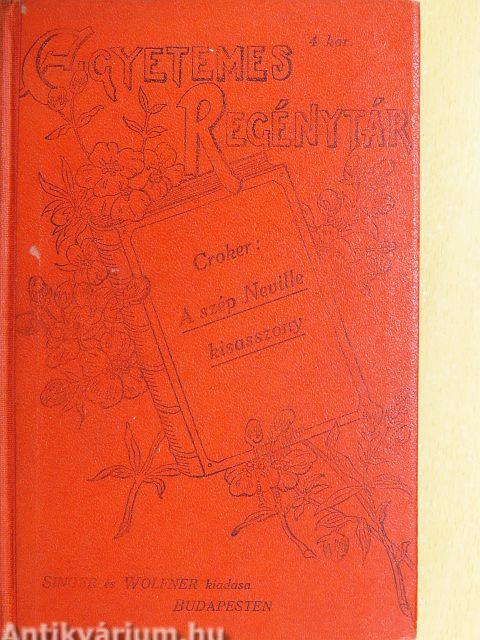 4 kor.
EGYETEMES
REGÉNYTÁR
Croker:
A szép Neville
kisasszony
SINGER és WOLFNER kiadása
BUDAPESTEN
Antikvárium.hu